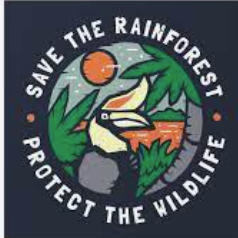 SAVE THE RAINFOREST
PROTECT THE WILDLIFE